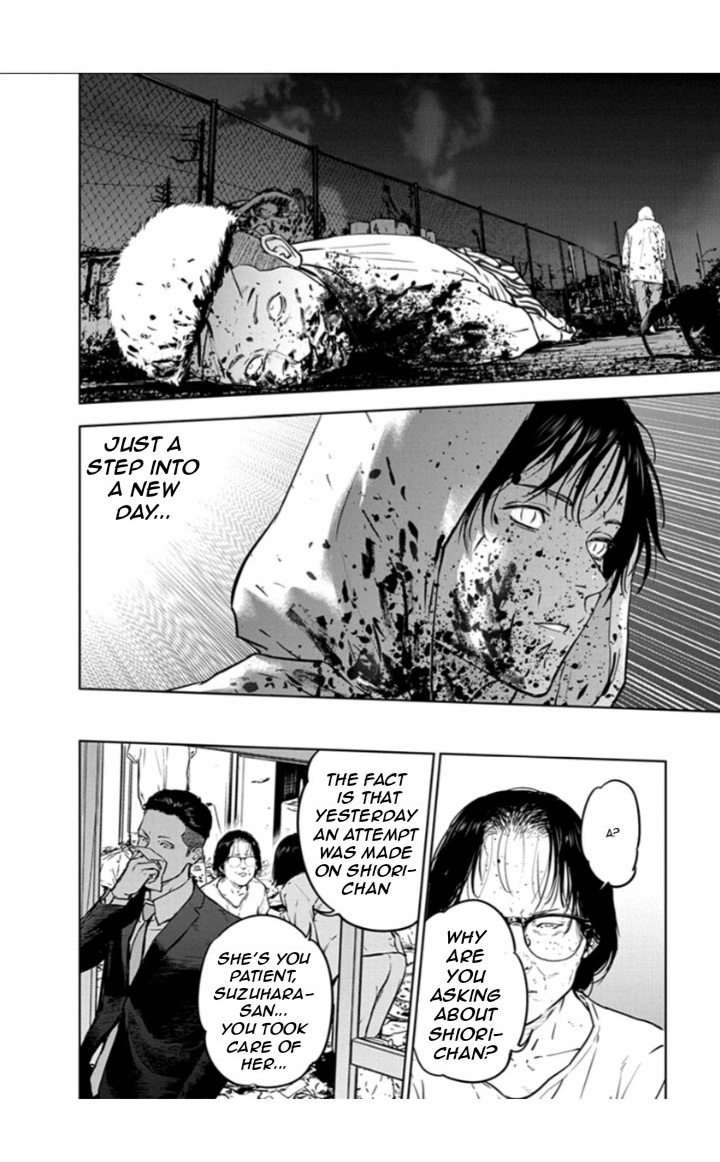 JUST A
STEP INTO
A NEW
DAY...
A?
WHY
ARE
YOU
ASKING
ABOUT
SHIORI-
CHAN?
THE FACT
IS THAT
YESTERDAY
AN ATTEMPT
WAS MADE
ON SHIORI-
CHAN
SHE'S YOU
PATIENT,
SUZUHARA-
SAN...
YOU TOOK
CARE OF
HER...